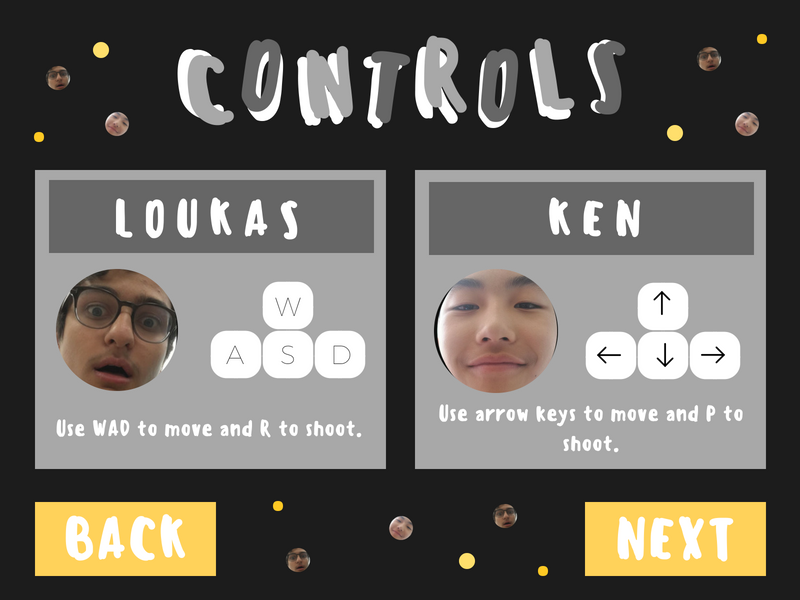 CONTROLS
LOUKAS
W
A S D
Use WAD to move and R to shoot.
KEN
↑
← ↓ →
Use arrow keys to move and P to
shoot.
BACK
NEXT